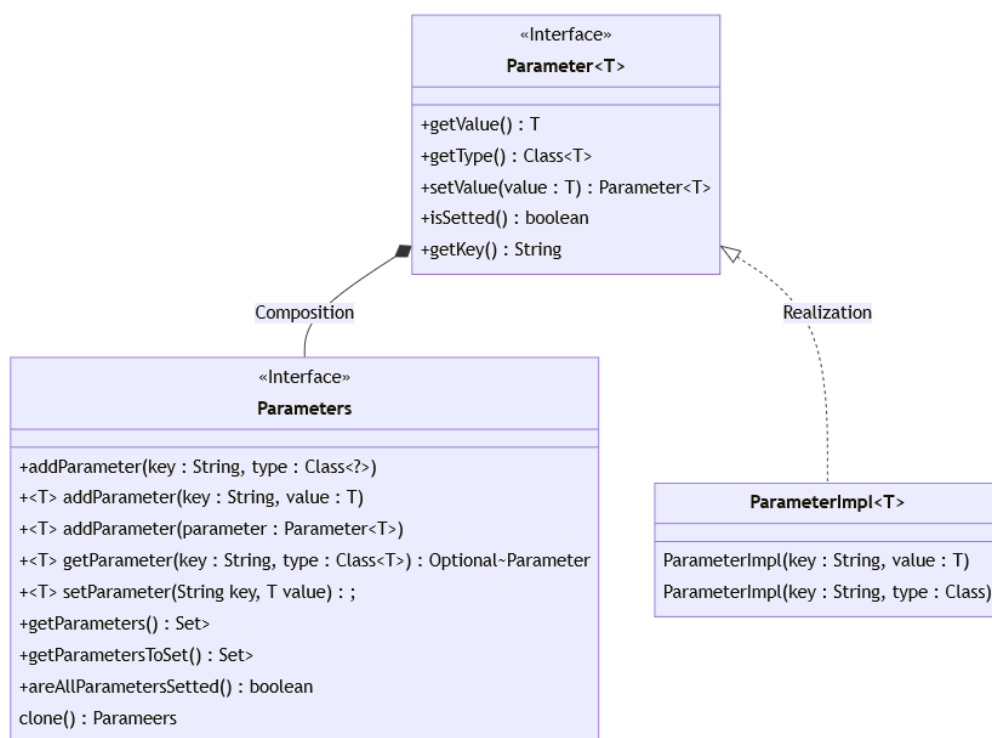 «Interface»
Parameter<T>
+getValue() : T
+getType() : Class<T>
+setValue(value : T) : Parameter<T>
+isSetted() : boolean
+getKey() : String
Composition
Realization
«Interface»
Parameters
+addParameter(key : String, type : Class<?>)
+<T> addParameter(key : String, value : T)
+<T> addParameter(parameter : Parameter<T>)
+<T> getParameter(key : String, type : Class<T>) : Optional~Parameter
+<T> setParameter(String key, T value) : ;
+getParameters() : Set>
+getParametersToSet() : Set>
+areAllParametersSetted() : boolean
clone() : Parameers
ParameterImpl<T>
ParameterImpl(key : String, value : T)
ParameterImpl(key : String, type : Class)